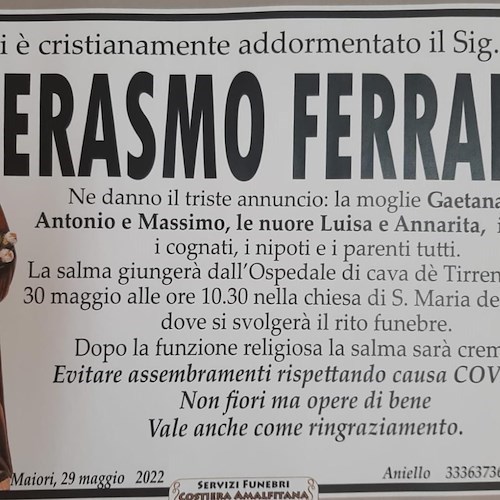 i è cristianamente addormentato il Sig.
ERASMO FERRA
Ne danno il triste annuncio: la moglie Gaetana
Antonio e Massimo, le nuore Luisa e Annarita, i
i cognati, i nipoti e i parenti tutti.
La salma giungerà dall'Ospedale di cava dè Tirren
30 maggio alle ore 10.30 nella chiesa di S. Maria de
dove si svolgerà il rito funebre.
Dopo la funzione religiosa la salma sarà crem
Evitare assembramenti rispettando causa COV
Non fiori ma opere di bene
Vale anche come ringraziamento.
Maiori, 29 maggio 2022
Aniello 33363736
SERVIZI FUNEBRI
COSTIERA AMALFITANA